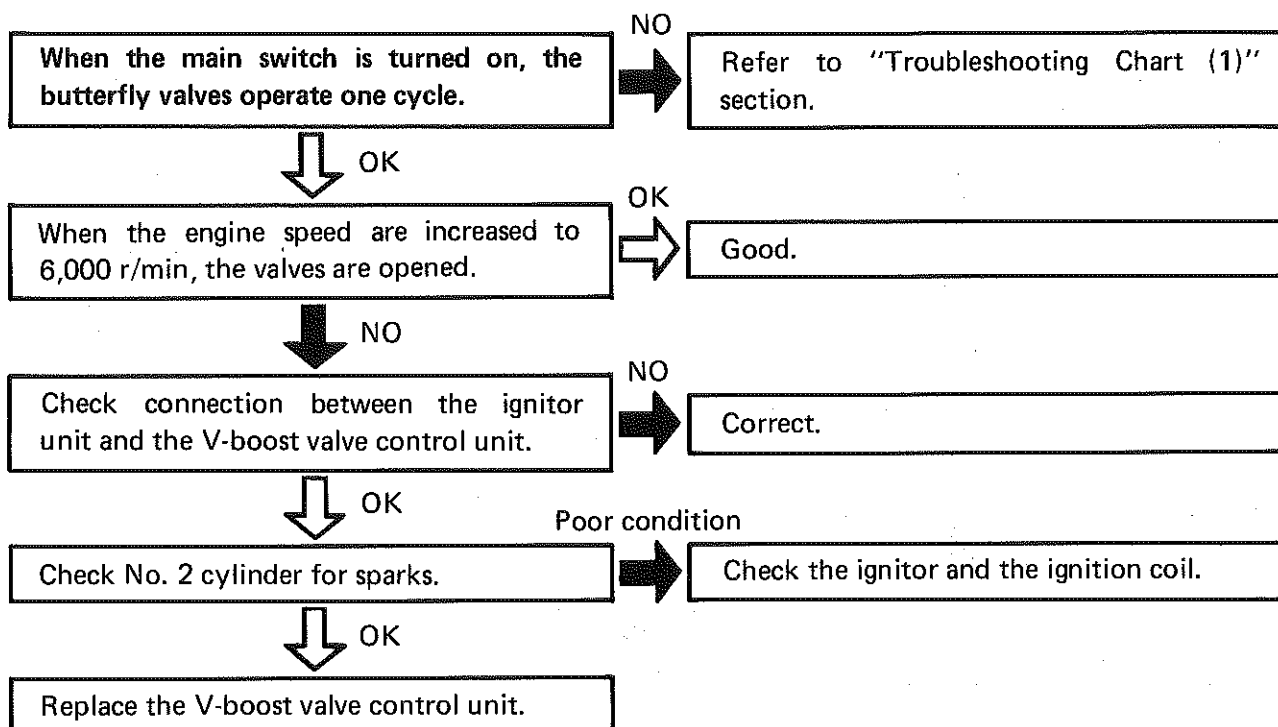 NO
When the main switch is turned on, the
butterfly valves operate one cycle.
Refer to "Troubleshooting Chart (1)"
section.
OK
OK
When the engine speed are increased to
6,000 r/min, the valves are opened.
Good.
NO
NO
Check connection between the ignitor
unit and the V-boost valve control unit.
Correct.
OK
Poor condition
Check No. 2 cylinder for sparks.
Check the ignitor and the ignition coil.
OK
Replace the V-boost valve control unit.